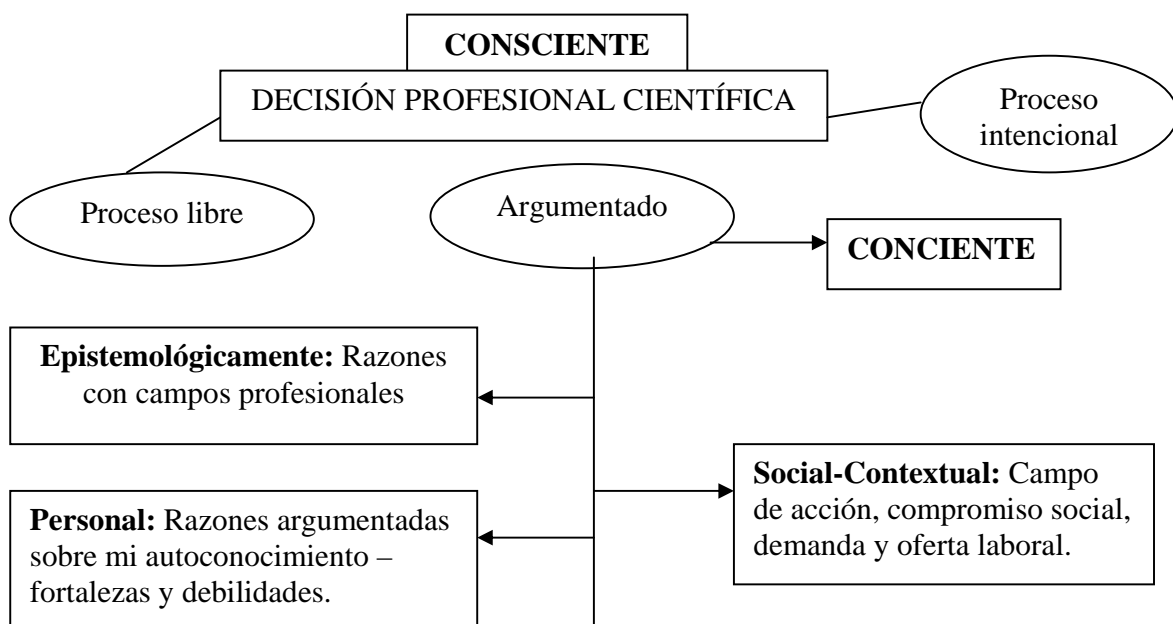 CONSCIENTE
DECISIÓN PROFESIONAL CIENTÍFICA
Proceso
intencional
Proceso libre
Argumentado
CONCIENTE
Epistemológicamente: Razones
con campos profesionales
Social-Contextual: Campo
de acción, compromiso social,
demanda y oferta laboral.
Personal: Razones argumentadas
sobre mi autoconocimiento –
fortalezas y debilidades.